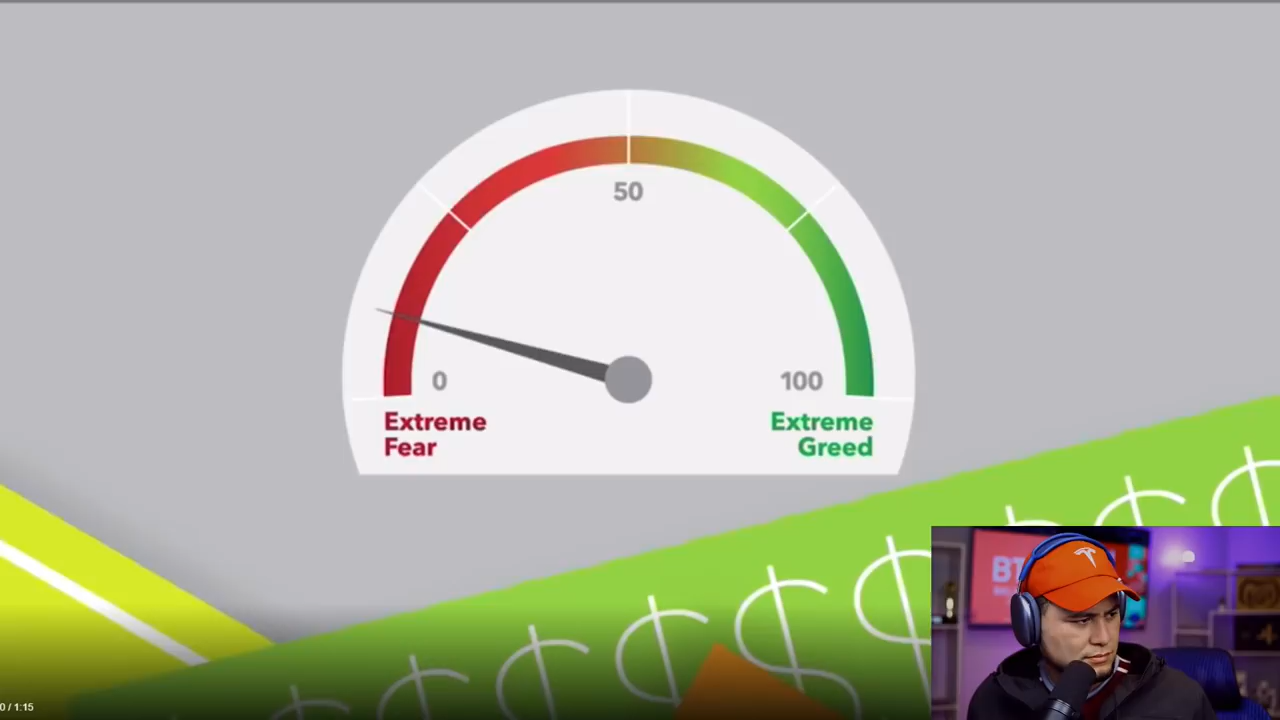 50
0
100
Extreme
Fear
Extreme
Greed
$ $ $ $ $ $ $ $
0 / 1:15